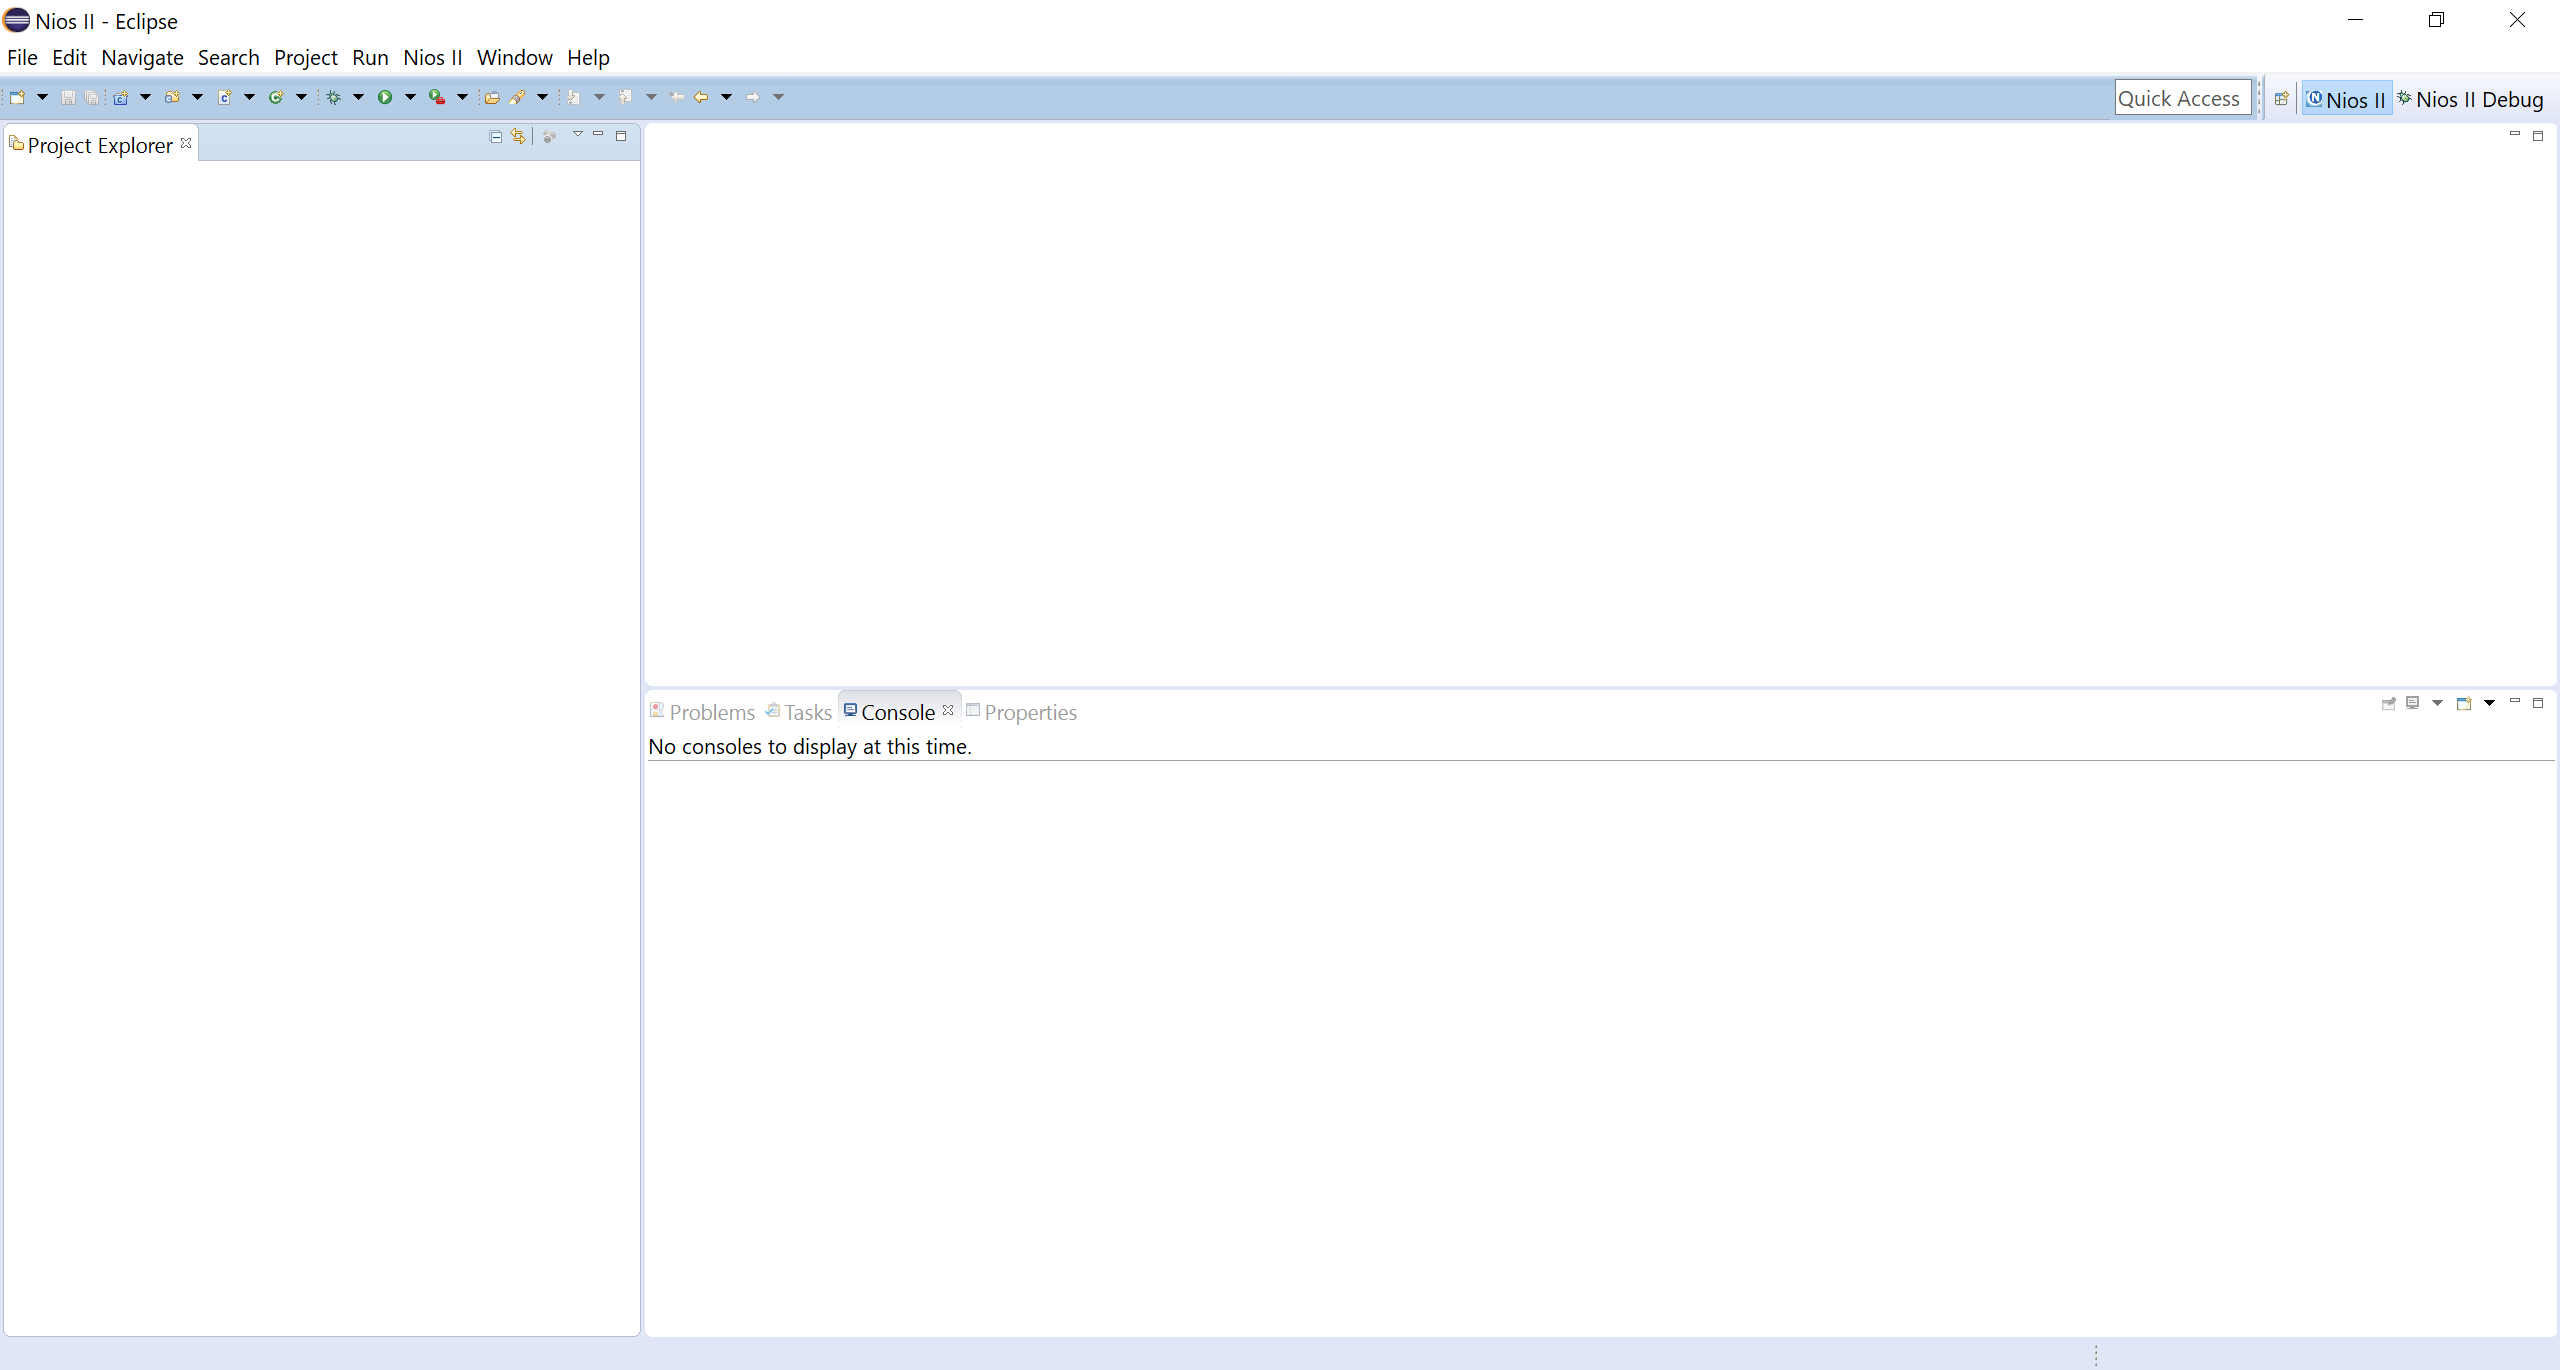 Nios II - Eclipse
File Edit Navigate Search Project Run Nios II Window Help
Quick Access Nios II Nios II Debug
Project Explorer
Problems Tasks Console Properties
No consoles to display at this time.